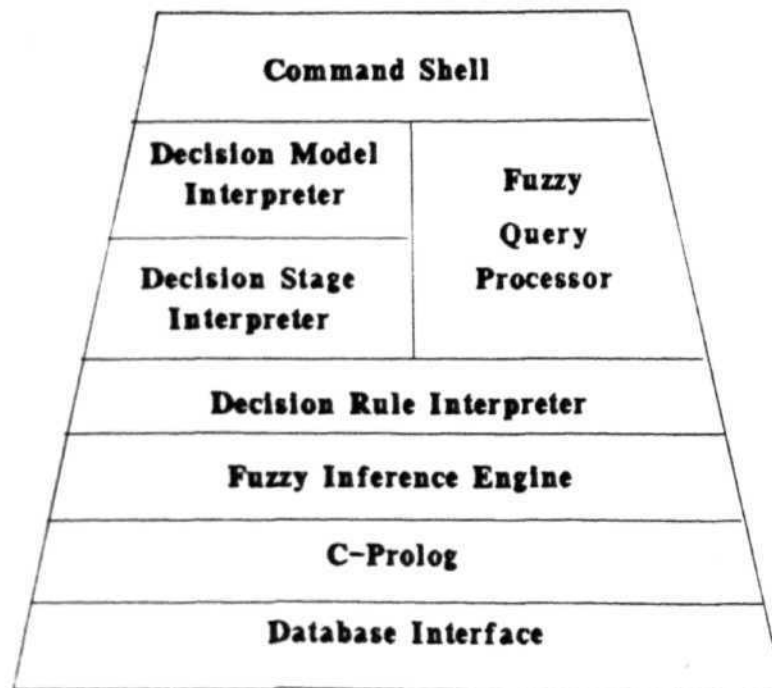 Command Shell
Decision Model
Interpreter
Decision Stage
Interpreter
Fuzzy
Query
Processor
Decision Rule Interpreter
Fuzzy Inference Engine
C-Prolog
Database Interface